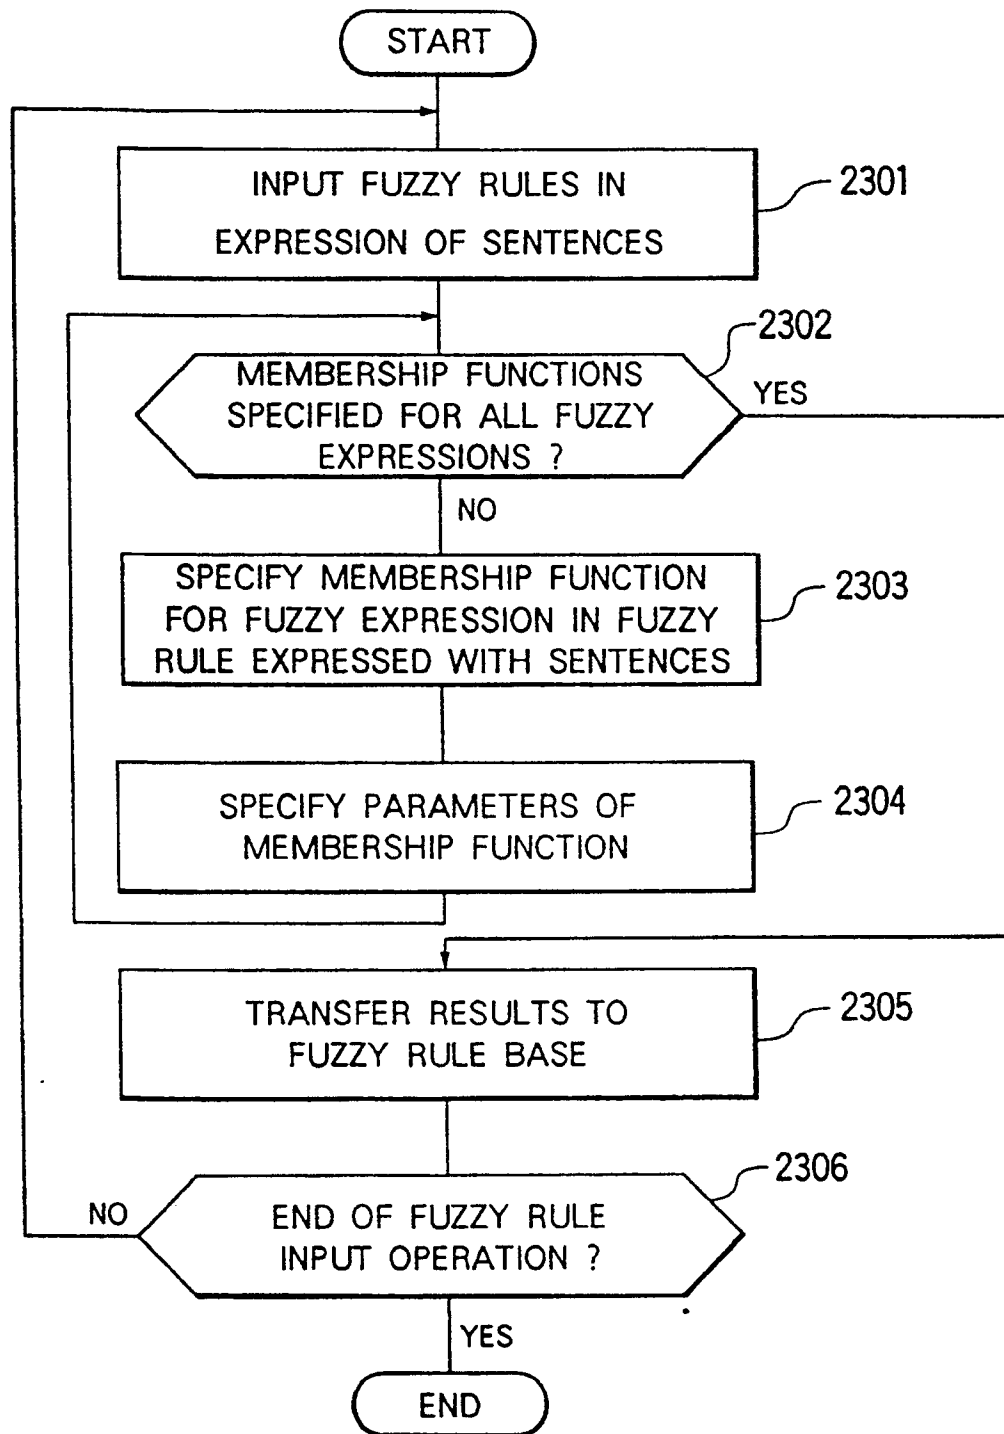 START
INPUT FUZZY RULES IN
EXPRESSION OF SENTENCES
2301
MEMBERSHIP FUNCTIONS
SPECIFIED FOR ALL FUZZY
EXPRESSIONS ?
2302
YES
NO
SPECIFY MEMBERSHIP FUNCTION
FOR FUZZY EXPRESSION IN FUZZY
RULE EXPRESSED WITH SENTENCES
2303
SPECIFY PARAMETERS OF
MEMBERSHIP FUNCTION
2304
TRANSFER RESULTS TO
FUZZY RULE BASE
2305
END OF FUZZY RULE
INPUT OPERATION ?
2306
NO
YES
END